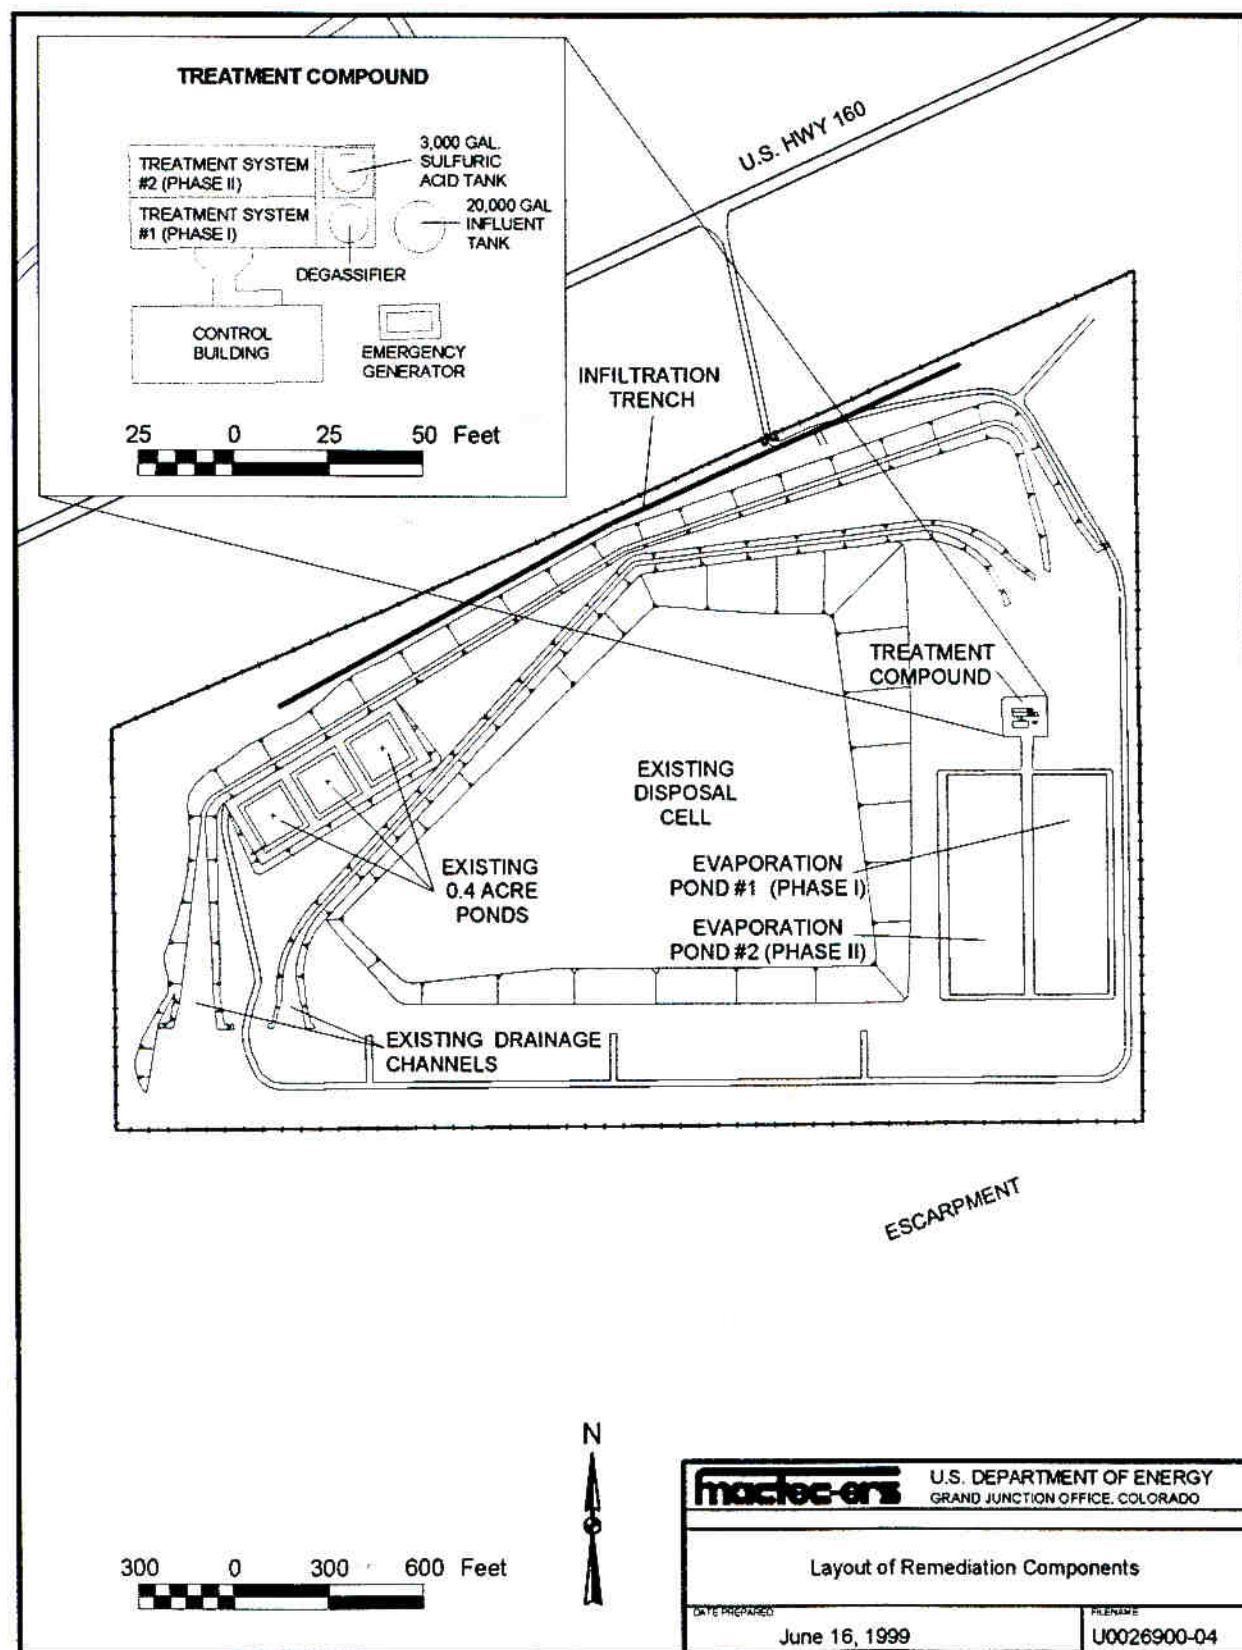 TREATMENT COMPOUND
TREATMENT SYSTEM
#2 (PHASE II)
3,000 GAL.
SULFURIC
ACID TANK
TREATMENT SYSTEM
#1 (PHASE I)
20,000 GAL
INFLUENT
TANK
DEGASSIFIER
CONTROL
BUILDING
EMERGENCY
GENERATOR
25 0 25 50 Feet
U.S. HWY 160
INFILTRATION
TRENCH
TREATMENT
COMPOUND
EXISTING
DISPOSAL
CELL
EXISTING
0.4 ACRE
PONDS
EVAPORATION
POND #1 (PHASE I)
EVAPORATION
POND #2 (PHASE II)
EXISTING DRAINAGE
CHANNELS
ESCARPMENT
N
300 0 300 600 Feet
mactec-ers
U.S. DEPARTMENT OF ENERGY
GRAND JUNCTION OFFICE, COLORADO
Layout of Remediation Components
DATE PREPARED
June 16, 1999
FILENAME
U0026900-04